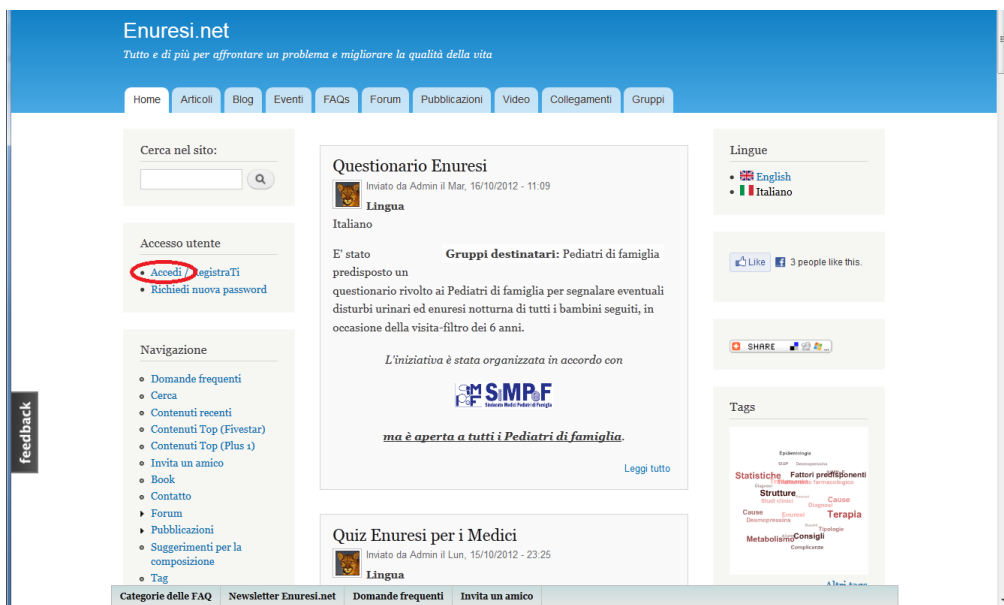 Enuresi.net
Tutto e di più per affrontare un problema e migliorare la qualità della vita
Home Articoli Blog Eventi FAQs Forum Pubblicazioni Video Collegamenti Gruppi
Cerca nel sito:
Accesso utente
Accedi / RegistraTi
Richiedi nuova password
Navigazione
Domande frequenti
Cerca
Contenuti recenti
Contenuti Top (Fivestar)
Contenuti Top (Plus 1)
Invita un amico
Book
Contatto
Forum
Pubblicazioni
Suggerimenti per la
composizione
Tag
feedback
Questionario Enuresi
Inviato da Admin il Mar, 16/10/2012 - 11:09
Lingua
Italiano
E' stato Gruppi destinatari: Pediatri di famiglia
predisposto un
questionario rivolto ai Pediatri di famiglia per segnalare eventuali
disturbi urinari ed enuresi notturna di tutti i bambini seguiti, in
occasione della visita-filtro dei 6 anni.
L'iniziativa è stata organizzata in accordo con
SiMPeF
Sindacato Medici Pediatri di Famiglia
ma è aperta a tutti i Pediatri di famiglia.
Leggi tutto
Quiz Enuresi per i Medici
Inviato da Admin il Lun, 15/10/2012 - 23:25
Lingua
Lingue
English
Italiano
Like 3 people like this.
SHARE
Tags
Epidemiologia
Statistiche Fattori predisponenti
Strutture
Studi clinici Cause
Diagnosi
Cause Enuresi Terapia
Desmopressina
Tipologie
Metabolismo Consigli
Complicanze
Altri tags
Categorie delle FAQ Newsletter Enuresi.net Domande frequenti Invita un amico